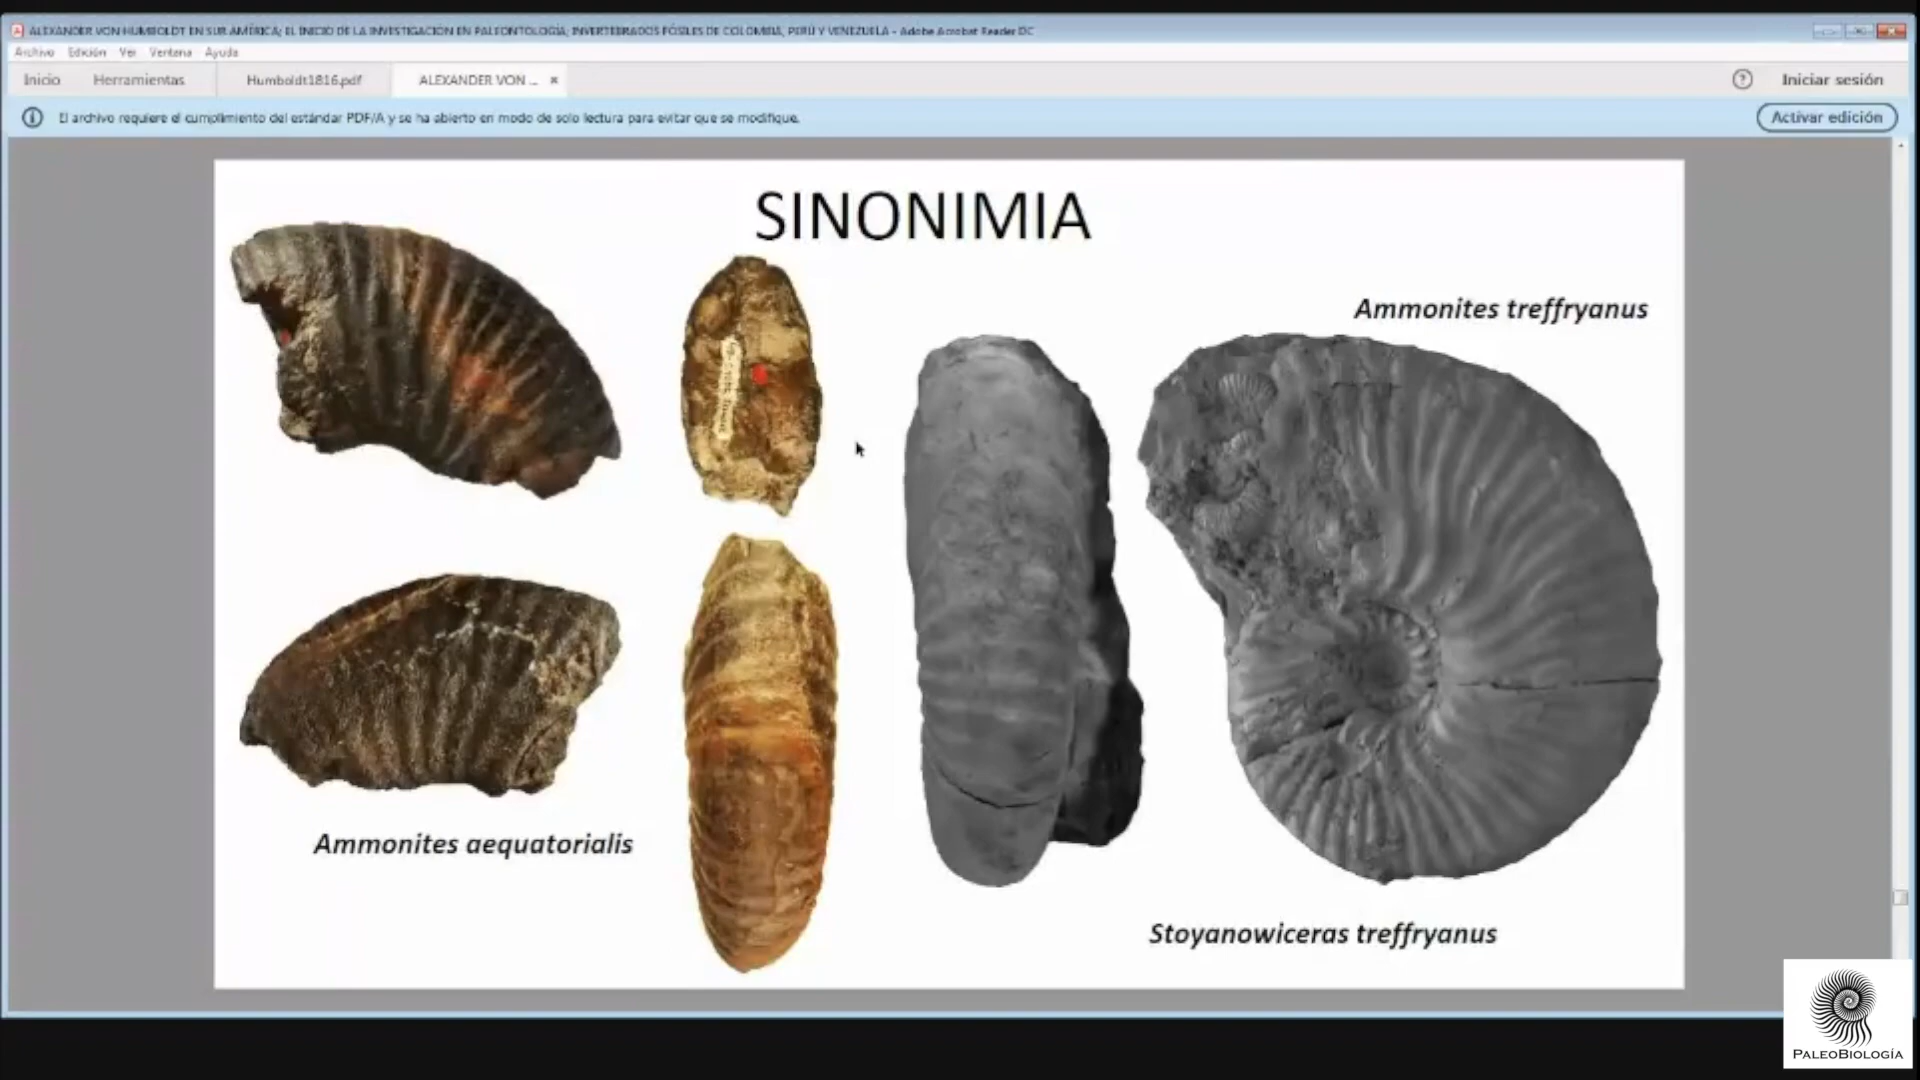 ALEXANDER VON HUMBOLDT EN SUR AMÉRICA; EL INICIO DE LA INVESTIGACIÓN EN PALEONTOLOGÍA; INVERTEBRADOS FÓSILES DE COLOMBIA, PERÚ Y VENEZUELA - Adobe Acrobat Reader DC
Archivo Edición Ver Ventana Ayuda
Inicio Herramientas Humboldt1816.pdf ALEXANDER VON ... Iniciar sesión
El archivo requiere el cumplimiento del estándar PDF/A y se ha abierto en modo de solo lectura para evitar que se modifique. Activar edición
SINONIMIA
Ammonites treffryanus
Ammonites aequatorialis
Stoyanowiceras treffryanus
PALEOBIOLOGÍA